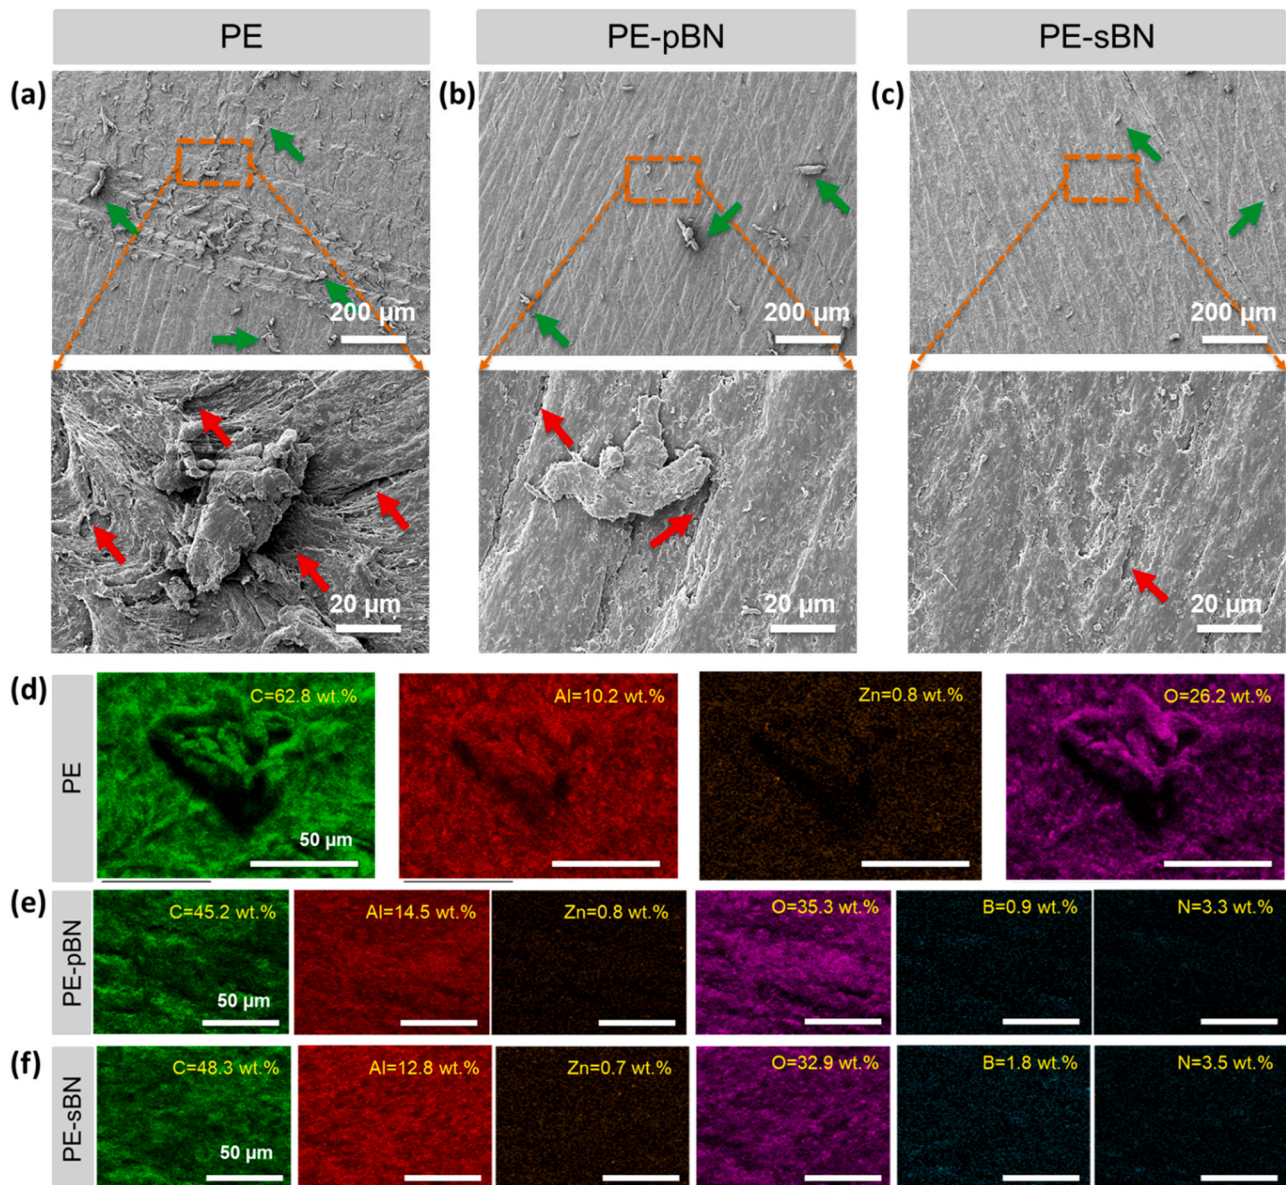 PE
PE-pBN
PE-sBN
(a)
(b)
(c)
200 µm
200 µm
200 µm
20 µm
20 µm
20 µm
(d)
PE
C=62.8 wt.%
Al=10.2 wt.%
Zn=0.8 wt.%
O=26.2 wt.%
50 µm
(e)
PE-pBN
C=45.2 wt.%
Al=14.5 wt.%
Zn=0.8 wt.%
O=35.3 wt.%
B=0.9 wt.%
N=3.3 wt.%
50 µm
(f)
PE-sBN
C=48.3 wt.%
Al=12.8 wt.%
Zn=0.7 wt.%
O=32.9 wt.%
B=1.8 wt.%
N=3.5 wt.%
50 µm